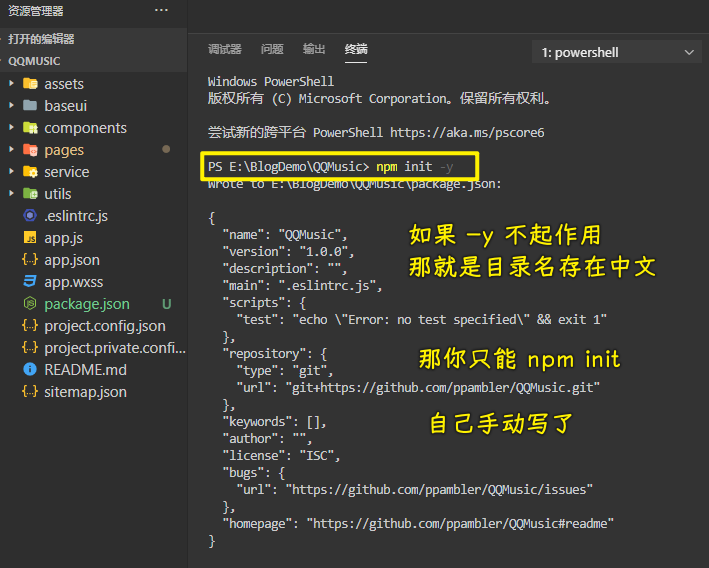 资源管理器
···
打开的编辑器
QQMUSIC
assets
baseui
components
pages
service
utils
.eslintrc.js
app.js
app.json
app.wxss
package.json U
project.config.json
project.private.confi...
README.md
sitemap.json
调试器 问题 输出 终端
1: powershell
Windows PowerShell
版权所有 (C) Microsoft Corporation。保留所有权利。
尝试新的跨平台 PowerShell https://aka.ms/pscore6
PS E:\BlogDemo\QQMusic> npm init -y
Wrote to E:\BlogDemo\QQMusic\package.json:
{
"name": "QQMusic",
"version": "1.0.0",
"description": "",
"main": ".eslintrc.js",
"scripts": {
"test": "echo \"Error: no test specified\" && exit 1"
},
"repository": {
"type": "git",
"url": "git+https://github.com/ppambler/QQMusic.git"
},
"keywords": [],
"author": "",
"license": "ISC",
"bugs": {
"url": "https://github.com/ppambler/QQMusic/issues"
},
"homepage": "https://github.com/ppambler/QQMusic#readme"
}
如果 -y 不起作用
那就是目录名存在中文
那你只能 npm init
自己手动写了